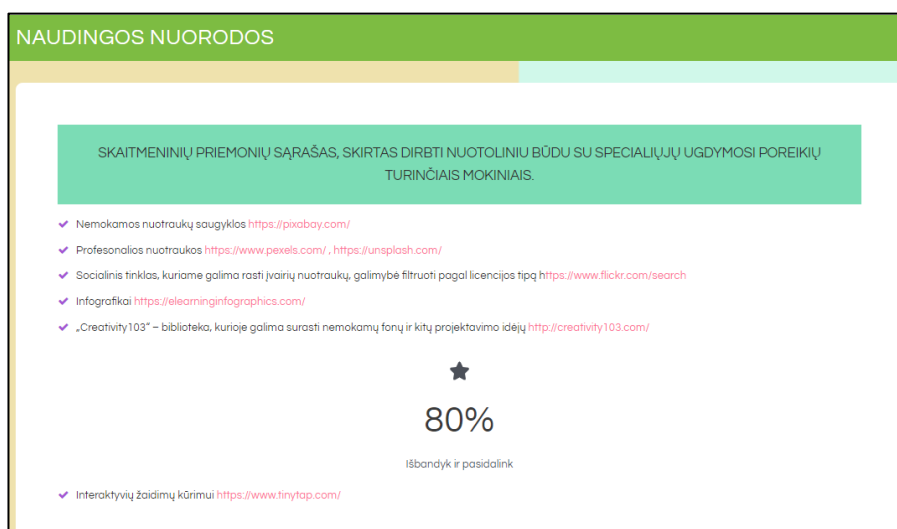 NAUDINGOS NUORODOS
SKAITMENINIŲ PRIEMONIŲ SĄRAŠAS, SKIRTAS DIRBTI NUOTOLINIU BŪDU SU SPECIALIŲJŲ UGDYMOSI POREIKIŲ
TURINČIAIS MOKINIAIS.
Nemokamos nuotraukų saugyklos https://pixabay.com/
Profesonalios nuotraukos https://www.pexels.com/ , https://unsplash.com/
Socialinis tinklas, kuriame galima rasti įvairių nuotraukų, galimybė filtruoti pagal licencijos tipą https://www.flickr.com/search
Infografikai https://elearninginfographics.com/
„Creativity103“ – biblioteka, kurioje galima surasti nemokamų fonų ir kitų projektavimo idėjų http://creativity103.com/
80%
Išbandyk ir pasidalink
Interaktyvių žaidimų kūrimui https://www.tinytap.com/